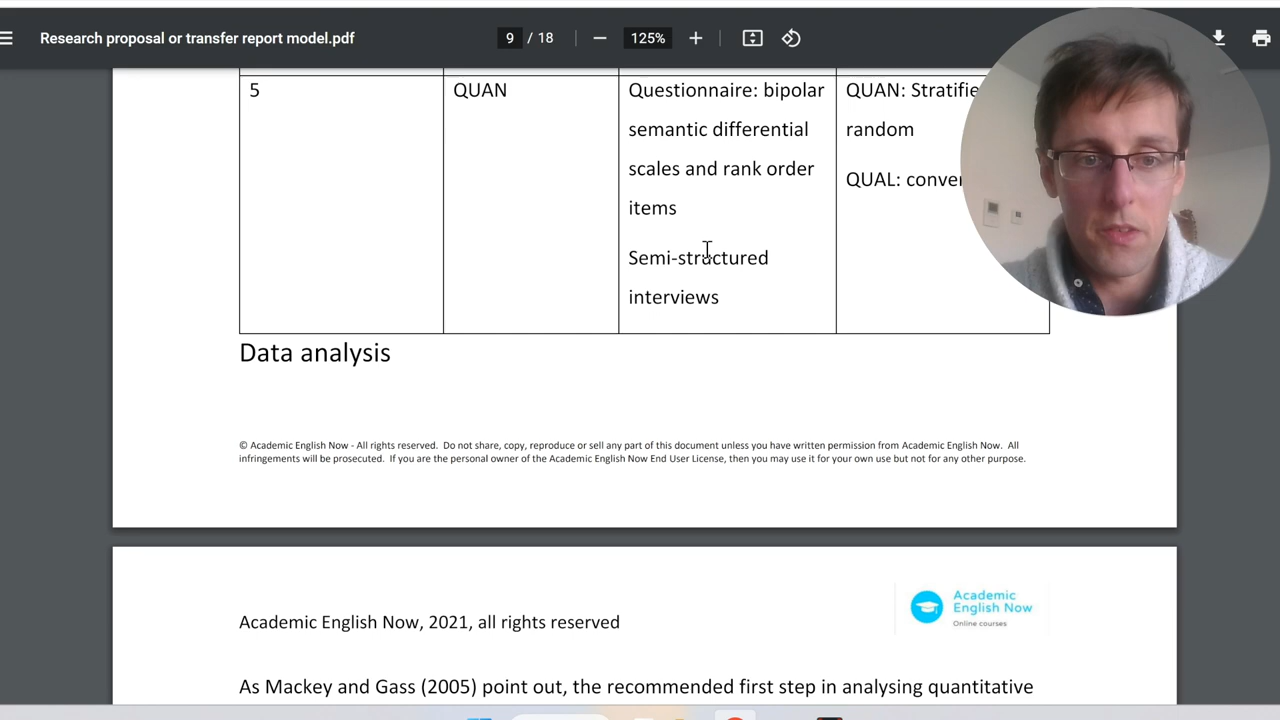 Research proposal or transfer report model.pdf
9 / 18
125%
5
QUAN
Questionnaire: bipolar
semantic differential
scales and rank order
items
Semi-structured
interviews
QUAN:
random
QUAL:
Data analysis
© Academic English Now - All rights reserved. Do not share, copy, reproduce or sell any part of this document unless you have written permission from Academic English Now. All
infringements will be prosecuted. If you are the personal owner of the Academic English Now End User License, then you may use it for your own use but not for any other purpose.
Academic English Now, 2021, all rights reserved
Academic
English Now
Online courses
As Mackey and Gass (2005) point out, the recommended first step in analysing quantitative